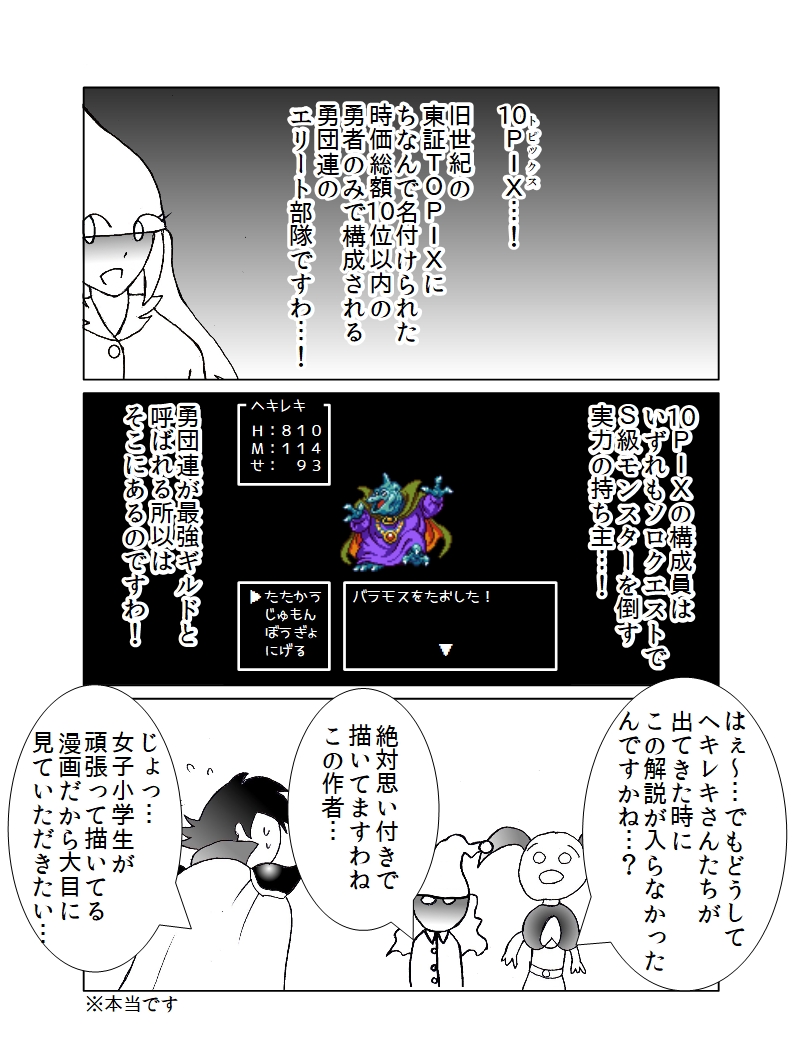 10PIX…！
トピックス
旧世紀の
東証TOPIXに
ちなんで名付けられた
時価総額10位以内の
勇者のみで構成される
勇団連の
エリート部隊ですわ…！
10PIXの構成員は
いずれもソロクエストで
S級モンスターを倒す
実力の持ち主…！
ヘキレキ
H：810
M：114
せ： 93
パラモスをたおした！
▼
▶たたかう
じゅもん
ぼうぎょ
にげる
勇団連が最強ギルドと
呼ばれる所以は
そこにあるのですわ！
はぁ～…でもどうして
ヘキレキさんたちが
出てきた時に
この解説が入らなかった
んですかね…？
絶対思い付きで
描いてますわね
この作者…
じょっ…
女子小学生が
頑張って描いてる
漫画だから大目に
見ていただきたい…
※本当です